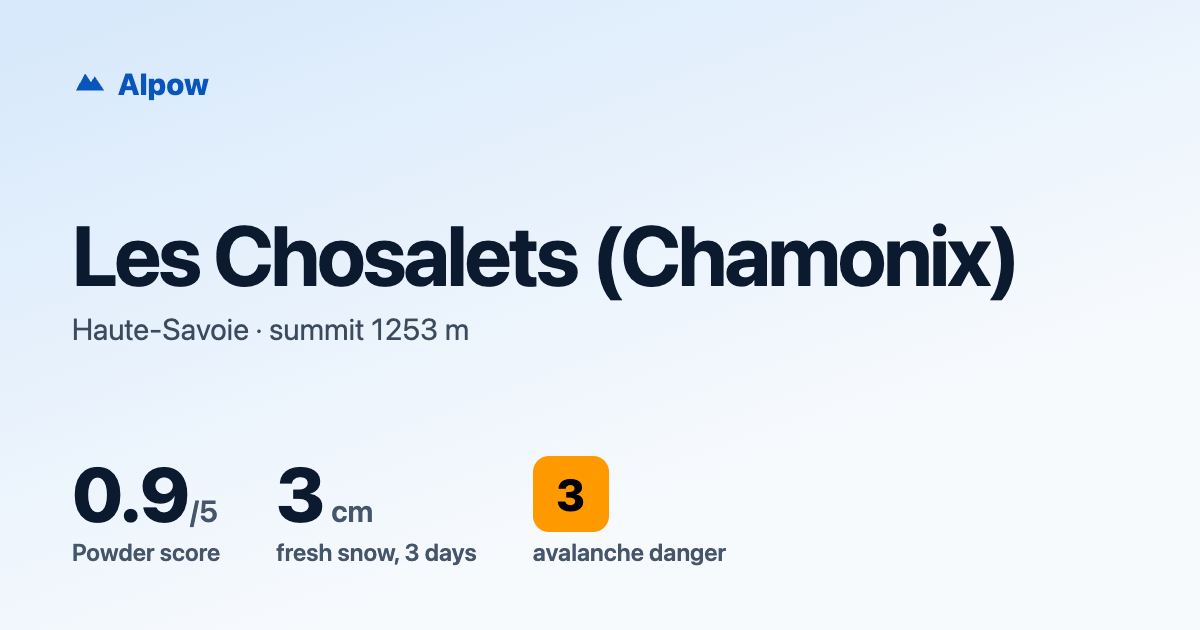 Alpow
Les Chosalets (Chamonix)
Haute-Savoie · summit 1253 m
0.9/5
3 cm
3
Powder score
fresh snow, 3 days
avalanche danger